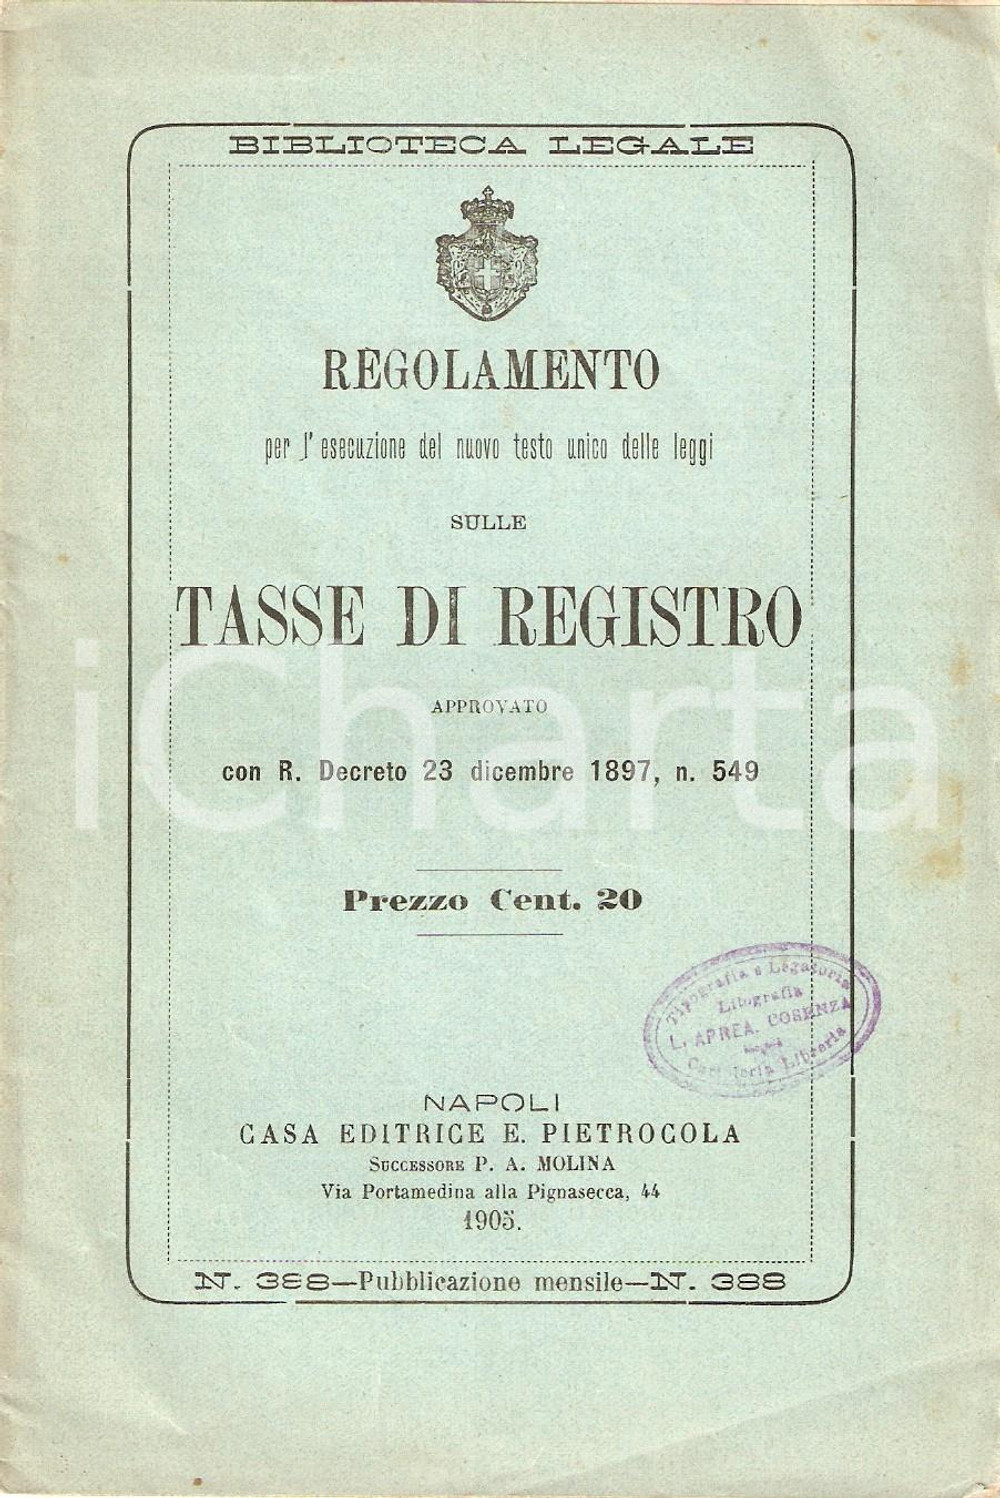 BIBLIOTECA LEGALE
REGOLAMENTO
per l' esecuzione del nuovo testo unico delle leggi
SULLE
TASSE DI REGISTRO
APPROVATO
con R. Decreto 23 dicembre 1897, n. 549
Prezzo Cent. 20
Tipografia e Legatoria
Litografia
L. APREA. COSENZA
Cartoleria Libreria
NAPOLI
CASA EDITRICE E. PIETROCOLA
SUCCESSORE P. A. MOLINA
Via Portamedina alla Pignasecca, 44
1905.
N. 388—Pubblicazione mensile—N. 388
iCharta